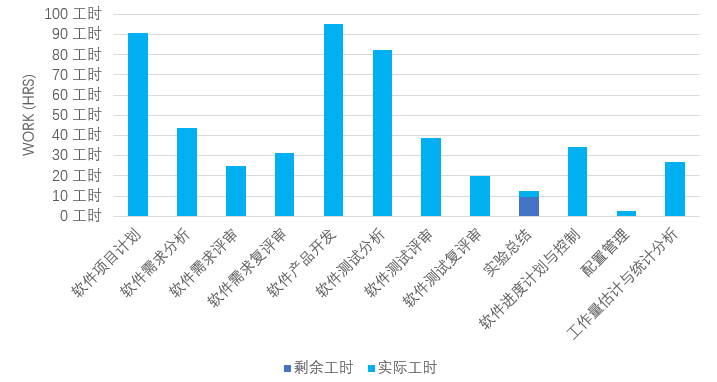 100 工时
90 工时
80 工时
70 工时
60 工时
50 工时
40 工时
30 工时
20 工时
10 工时
0 工时
WORK (HRS)
软件项目计划
软件需求分析
软件需求评审
软件需求复评审
软件产品开发
软件测试分析
软件测试评审
软件测试复评审
实验总结
软件进度计划与控制
配置管理
工作量估计与统计分析
剩余工时
实际工时